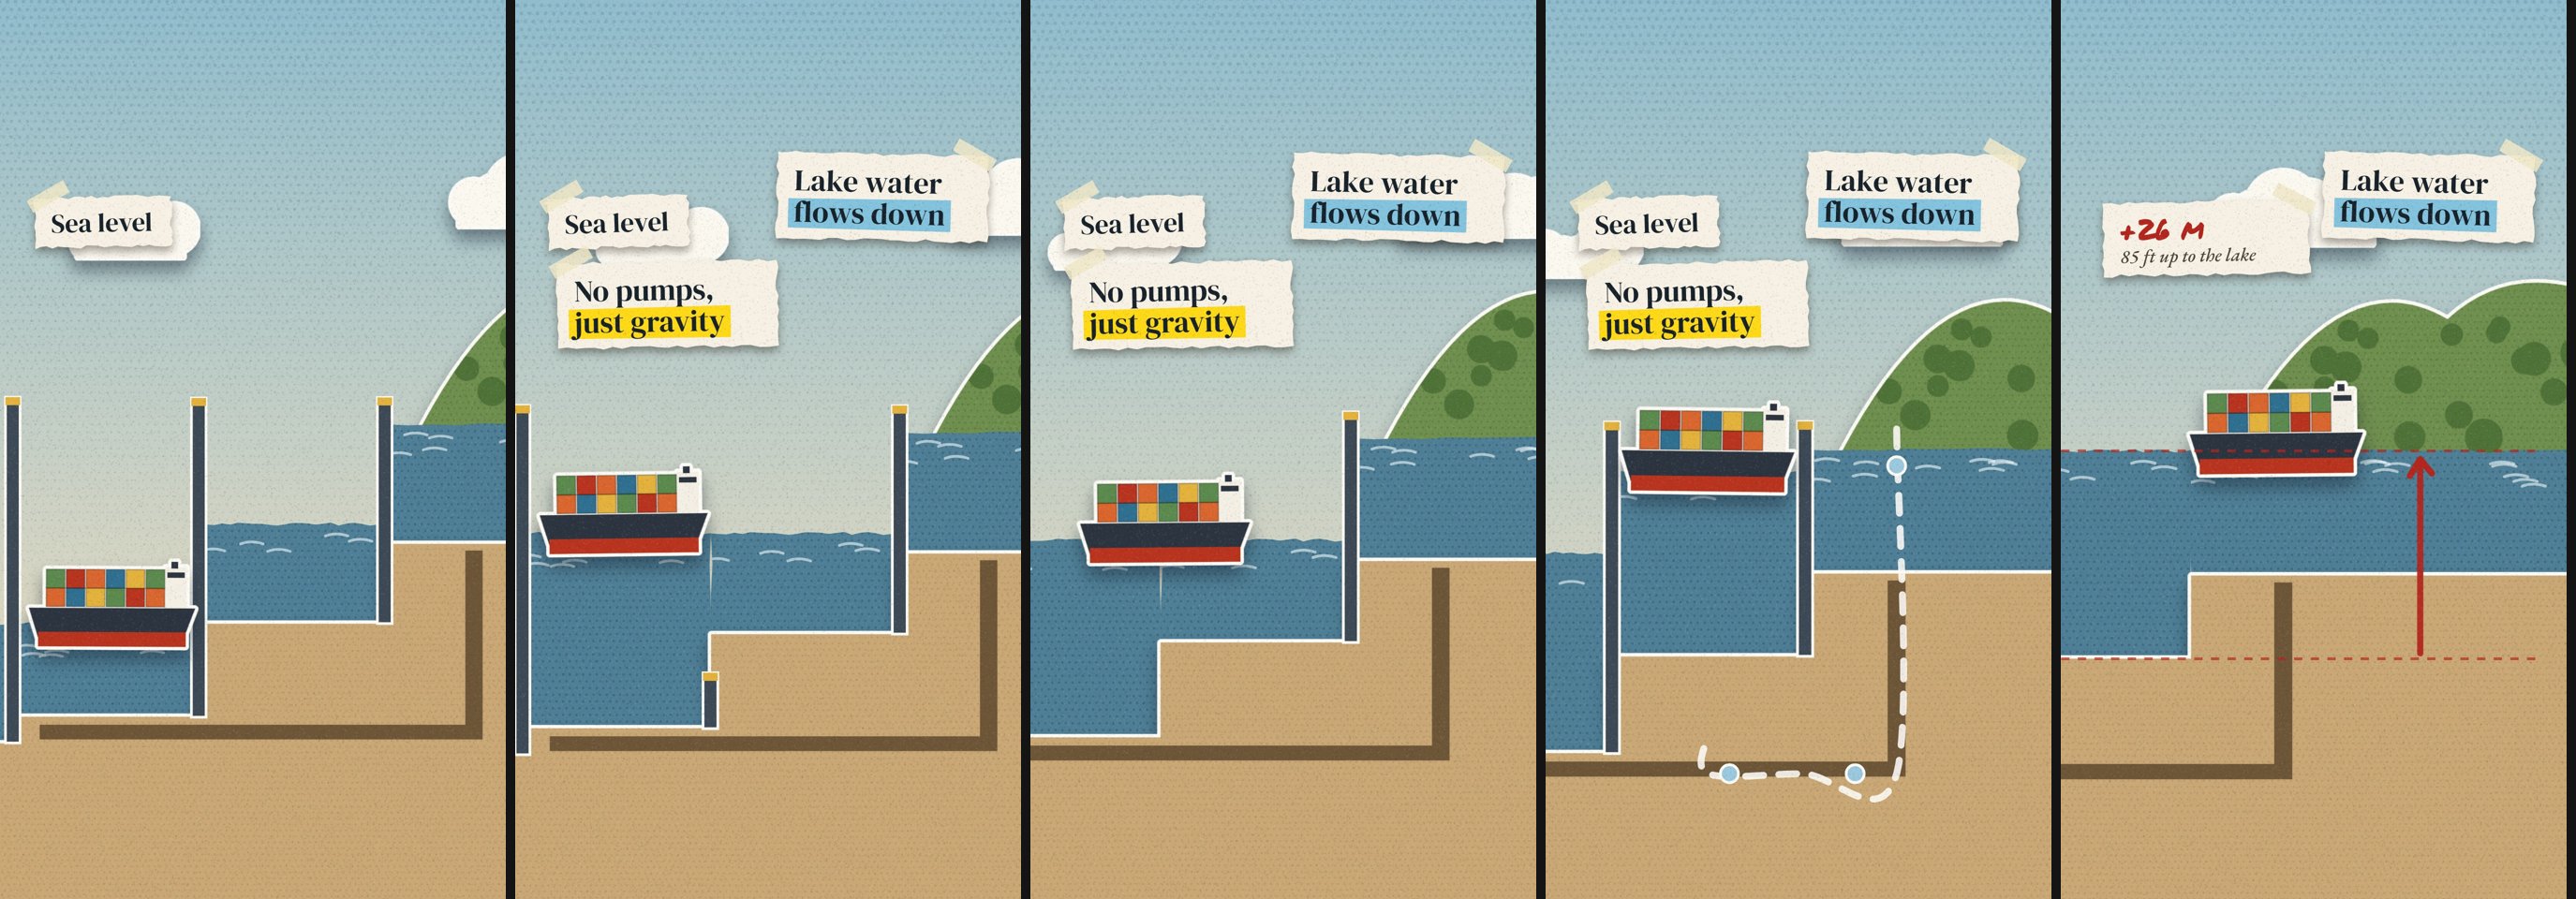 Sea level
Lake water
flows down
Sea level
No pumps,
just gravity
Lake water
flows down
Sea level
No pumps,
just gravity
Lake water
flows down
Sea level
No pumps,
just gravity
Lake water
flows down
+26 M
85 ft up to the lake